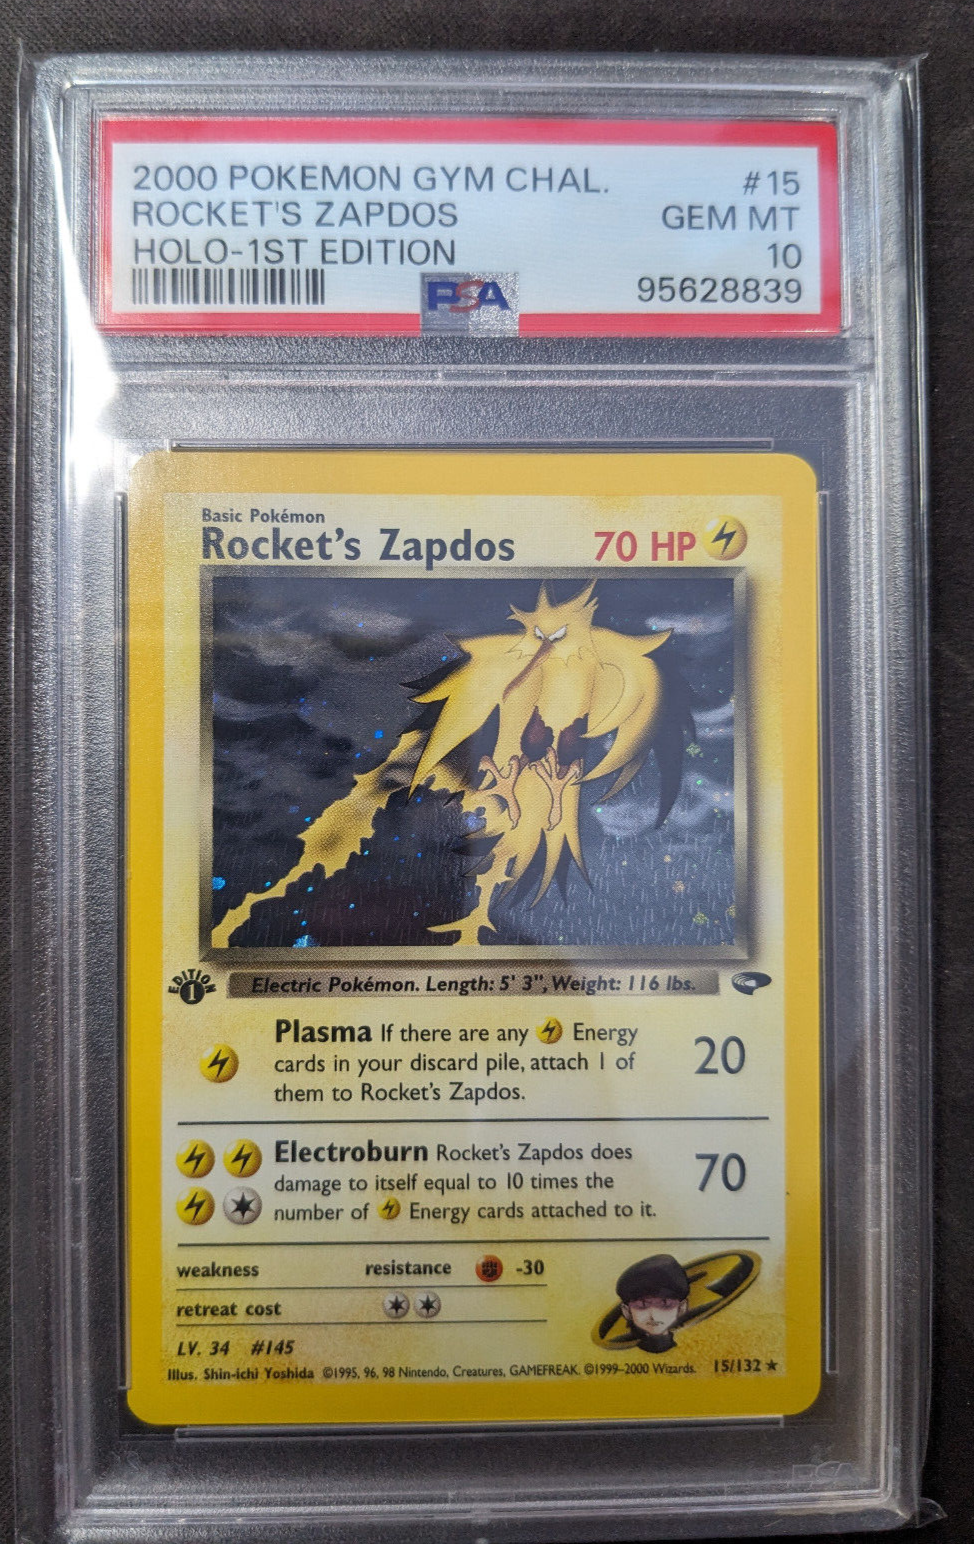 2000 POKEMON GYM CHAL. #15
ROCKET'S ZAPDOS GEM MT
HOLO-1ST EDITION 10
PSA 95628839
Basic Pokémon
Rocket's Zapdos 70 HP
EDITION 1
Electric Pokémon. Length: 5' 3", Weight: 116 lbs.
Plasma If there are any Energy
cards in your discard pile, attach 1 of
them to Rocket's Zapdos.
20
Electroburn Rocket's Zapdos does
damage to itself equal to 10 times the
number of Energy cards attached to it.
70
weakness resistance -30
retreat cost
LV. 34 #145
Illus. Shin-ichi Yoshida ©1995, 96, 98 Nintendo, Creatures, GAMEFREAK. ©1999-2000 Wizards. 15/132 ★
PSA